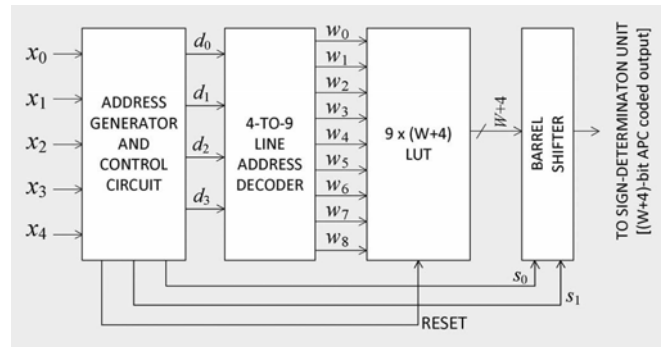 x0
x1
x2
x3
x4
ADDRESS
GENERATOR
AND
CONTROL
CIRCUIT
d0
d1
d2
d3
4-TO-9
LINE
ADDRESS
DECODER
w0
w1
w2
w3
w4
w5
w6
w7
w8
9 x (W+4)
LUT
W+4
BARREL
SHIFTER
TO SIGN-DETERMINATON UNIT
[(W+4)-bit APC coded output]
s0
s1
RESET